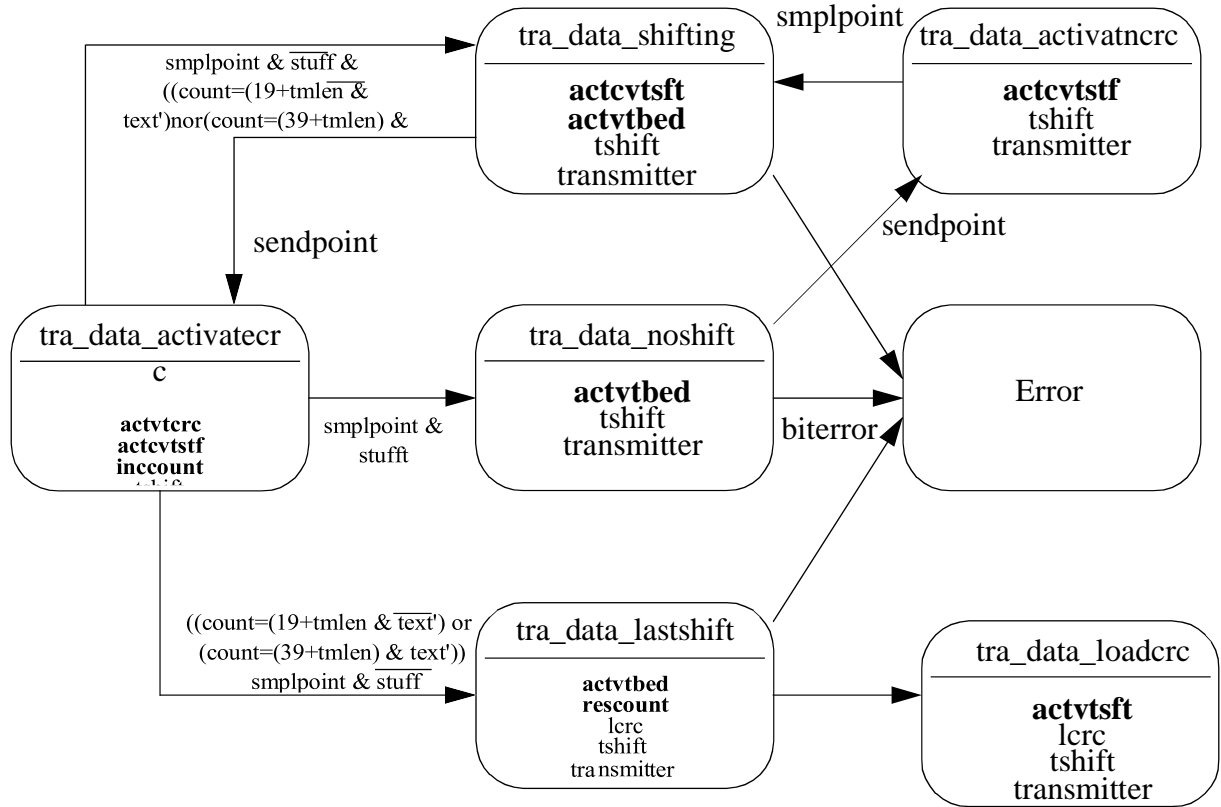 smplpoint
tra_data_shifting
actcvtsft
actvtbed
tshift
transmitter
tra_data_activatncrc
actcvtstf
tshift
transmitter
smplpoint & stuff &
((count=(19+tmlen &
text')nor(count=(39+tmlen) &
sendpoint
sendpoint
tra_data_activatecr
c
actvtcrc
actcvtstf
inccount
smplpoint &
stufft
tra_data_noshift
actvtbed
tshift
transmitter
biterror
Error
((count=(19+tmlen & text') or
(count=(39+tmlen) & text'))
smplpoint & stuff
tra_data_lastshift
actvtbed
rescount
lcrc
tshift
transmitter
tra_data_loadcrc
actvtsft
lcrc
tshift
transmitter